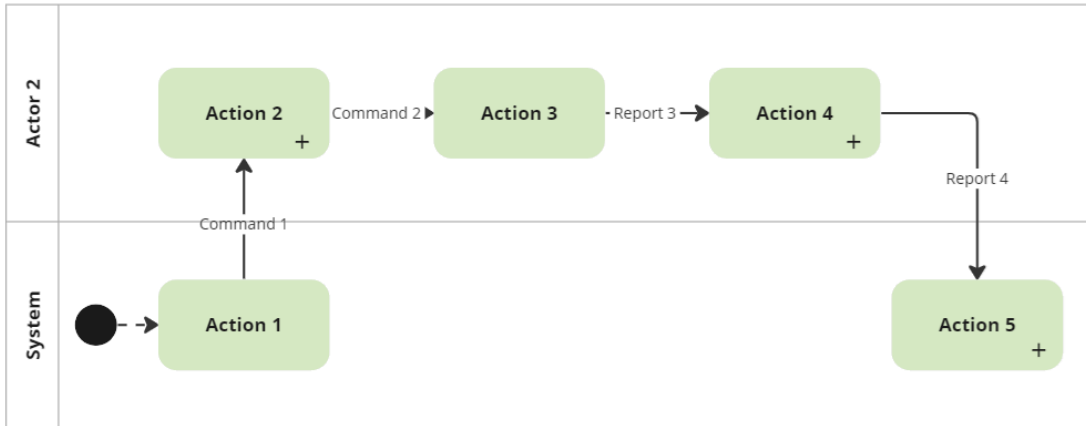 Actor 2
Action 2
+
Command 2
Action 3
Report 3
Action 4
+
Report 4
Command 1
System
Action 1
Action 5
+